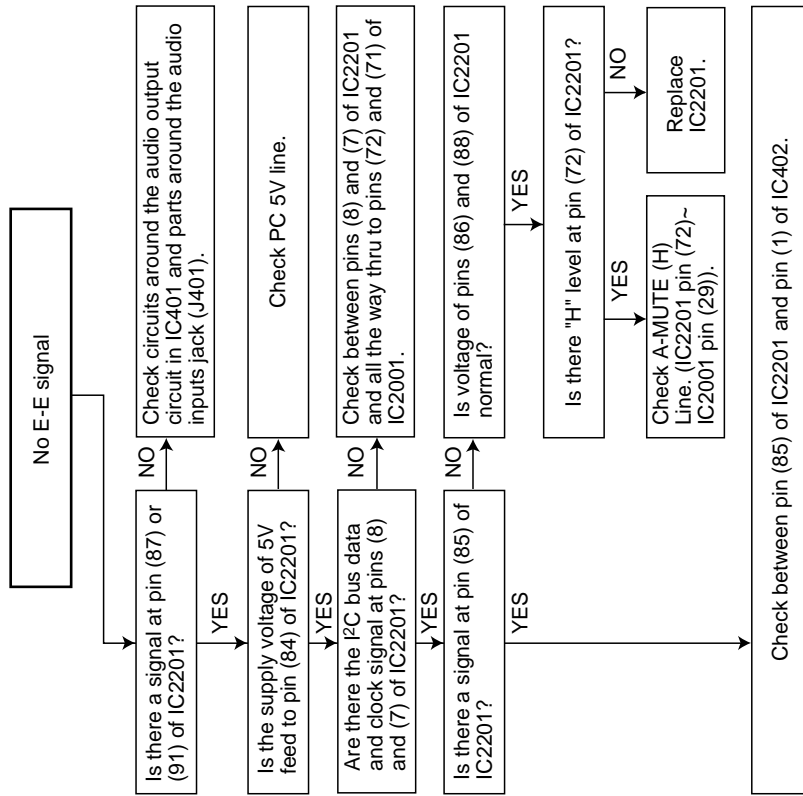 No E-E signal
Is there a signal at pin (87) or
(91) of IC2201?
NO
Check circuits around the audio output
circuit in IC401 and parts around the audio
inputs jack (J401).
YES
Is the supply voltage of 5V
feed to pin (84) of IC2201?
NO
Check PC 5V line.
YES
Are there the I²C bus data
and clock signal at pins (8)
and (7) of IC2201?
NO
Check between pins (8) and (7) of IC2201
and all the way thru to pins (72) and (71) of
IC2001.
YES
Is there a signal at pin (85) of
IC2201?
NO
Is voltage of pins (86) and (88) of IC2201
normal?
YES
YES
Is there "H" level at pin (72) of IC2201?
YES
NO
Check A-MUTE (H)
Line. (IC2201 pin (72)~
IC2001 pin (29)).
Replace
IC2201.
Check between pin (85) of IC2201 and pin (1) of IC402.